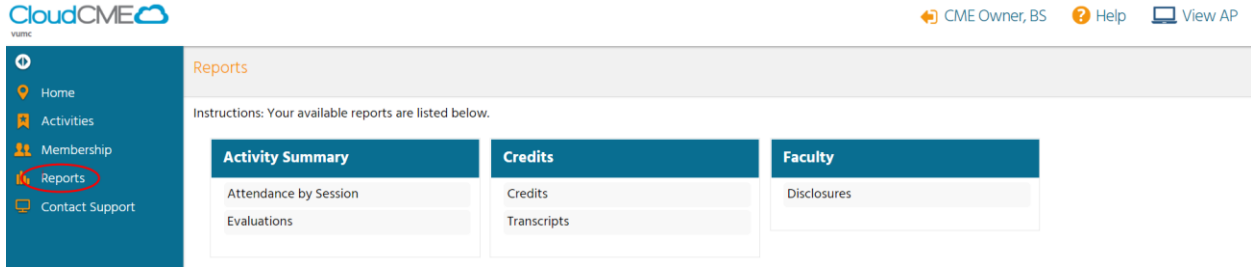 CloudCME
vumc
CME Owner, BS
Help
View AP
Home
Activities
Membership
Reports
Contact Support
Reports
Instructions: Your available reports are listed below.
Activity Summary
Attendance by Session
Evaluations
Credits
Credits
Transcripts
Faculty
Disclosures